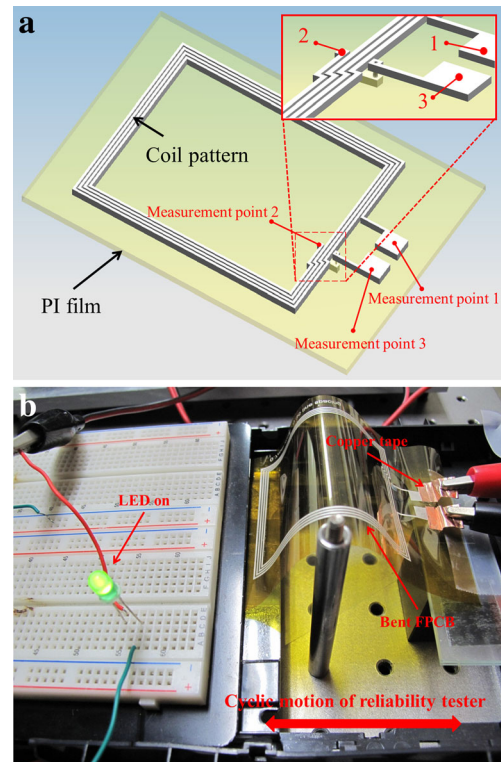 a
2
1
3
Coil pattern
Measurement point 2
PI film
Measurement point 1
Measurement point 3
b
Copper tape
LED on
Bent FPCB
Cyclic motion of reliability tester